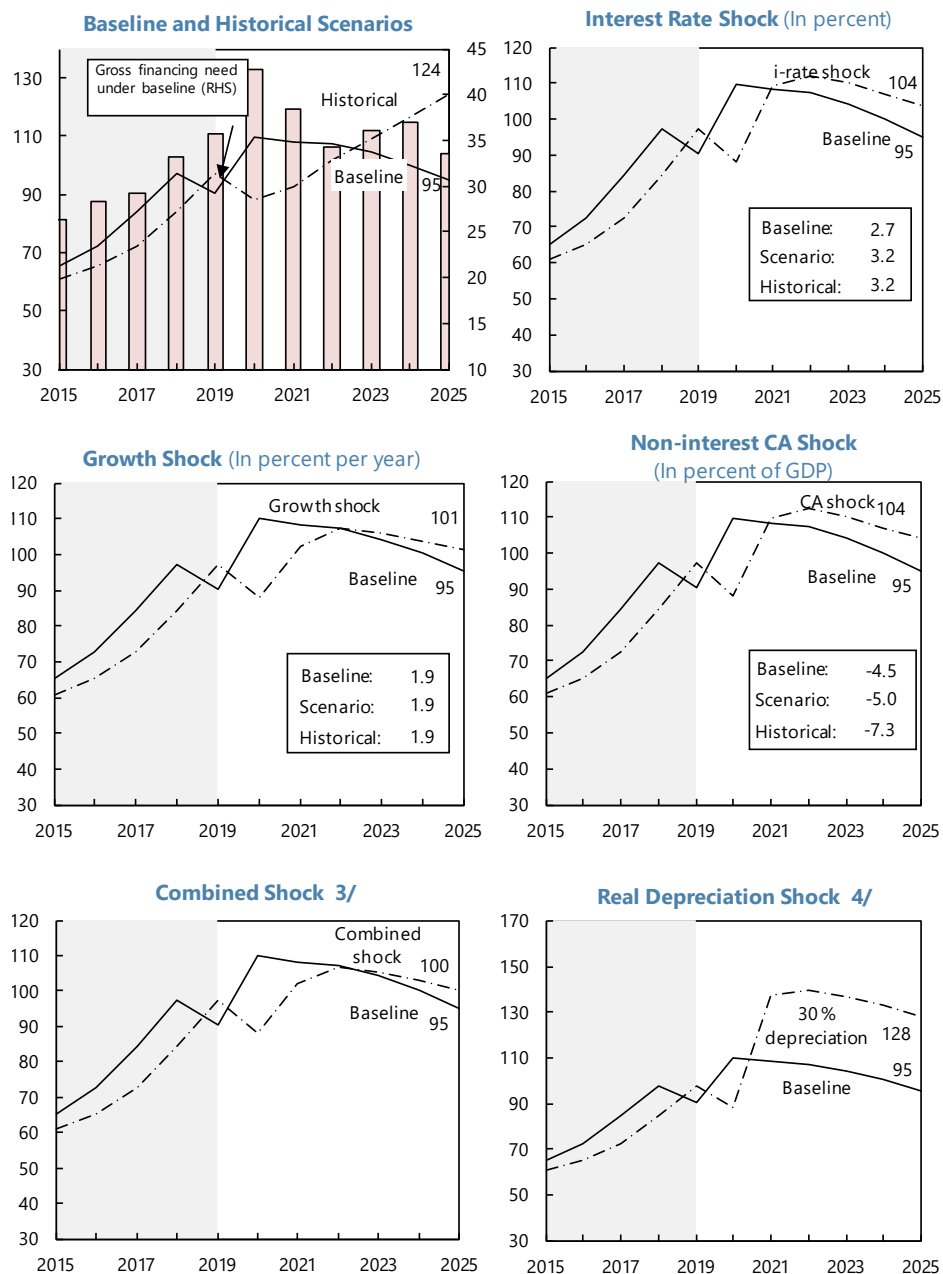 Baseline and Historical Scenarios
130
110
90
70
50
30
45
40
35
30
25
20
15
10
Gross financing need
under baseline (RHS)
124
Historical
Baseline
95
2015 2017 2019 2021 2023 2025
Interest Rate Shock (In percent)
120
110
100
90
80
70
60
50
40
30
i-rate shock
104
Baseline
95
Baseline: 2.7
Scenario: 3.2
Historical: 3.2
2015 2017 2019 2021 2023 2025
Growth Shock (In percent per year)
120
110
100
90
80
70
60
50
40
30
Growth shock
101
Baseline
95
Baseline: 1.9
Scenario: 1.9
Historical: 1.9
2015 2017 2019 2021 2023 2025
Non-interest CA Shock
(In percent of GDP)
120
110
100
90
80
70
60
50
40
30
CA shock
104
Baseline
95
Baseline: -4.5
Scenario: -5.0
Historical: -7.3
2015 2017 2019 2021 2023 2025
Combined Shock 3/
120
110
100
90
80
70
60
50
40
30
Combined
shock
100
Baseline
95
2015 2017 2019 2021 2023 2025
Real Depreciation Shock 4/
170
150
130
110
90
70
50
30
30 %
depreciation
128
95
Baseline
2015 2017 2019 2021 2023 2025